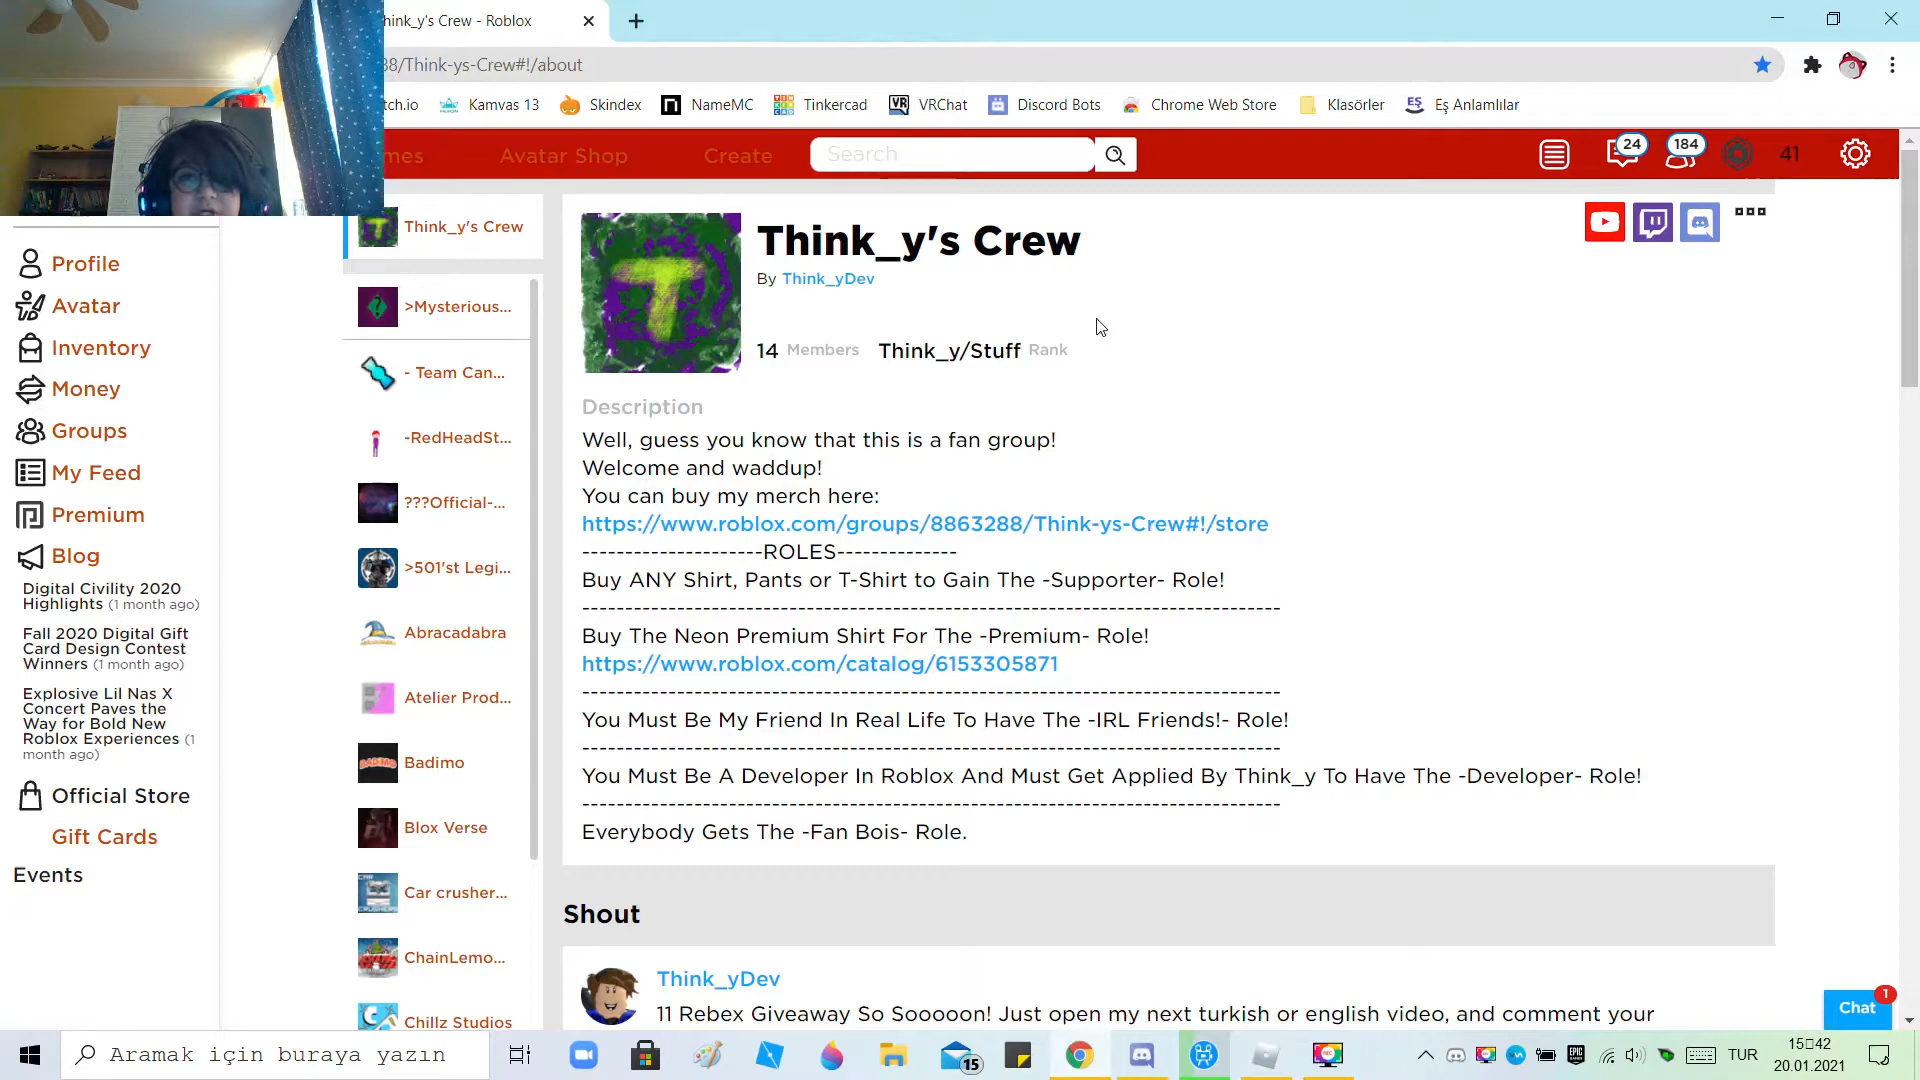 hink_y's Crew - Roblox
38/Think-ys-Crew#!/about
tch.io
Kamvas 13
Skindex
NameMC
Tinkercad
VRChat
Discord Bots
Chrome Web Store
Klasörler
EŞ
Eş Anlamlılar
mes
Avatar Shop
Create
Search
24
184
41
Think_y's Crew
>Mysterious...
- Team Can...
-RedHeadSt...
???Official-...
>501'st Legi...
Abracadabra
Atelier Prod...
Badimo
Blox Verse
Car crusher...
ChainLemo...
Chillz Studios
Profile
Avatar
Inventory
Money
Groups
My Feed
Premium
Blog
Digital Civility 2020
Highlights (1 month ago)
Fall 2020 Digital Gift
Card Design Contest
Winners (1 month ago)
Explosive Lil Nas X
Concert Paves the
Way for Bold New
Roblox Experiences (1
month ago)
Official Store
Gift Cards
Events
Think_y's Crew
By Think_yDev
14 Members Think_y/Stuff Rank
Description
Well, guess you know that this is a fan group!
Welcome and waddup!
You can buy my merch here:
https://www.roblox.com/groups/8863288/Think-ys-Crew#!/store
---------------------ROLES--------------
Buy ANY Shirt, Pants or T-Shirt to Gain The -Supporter- Role!
---------------------------------------------------------------------------------
Buy The Neon Premium Shirt For The -Premium- Role!
https://www.roblox.com/catalog/6153305871
---------------------------------------------------------------------------------
You Must Be My Friend In Real Life To Have The -IRL Friends!- Role!
---------------------------------------------------------------------------------
You Must Be A Developer In Roblox And Must Get Applied By Think_y To Have The -Developer- Role!
---------------------------------------------------------------------------------
Everybody Gets The -Fan Bois- Role.
Shout
Think_yDev
11 Rebex Giveaway So Sooooon! Just open my next turkish or english video, and comment your
Chat
1
Aramak için buraya yazın
15
TUR
15:42
20.01.2021